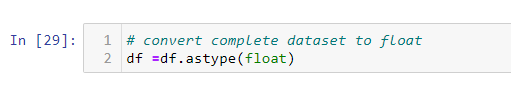 In [29]:
1 # convert complete dataset to float
2 df =df.astype(float)